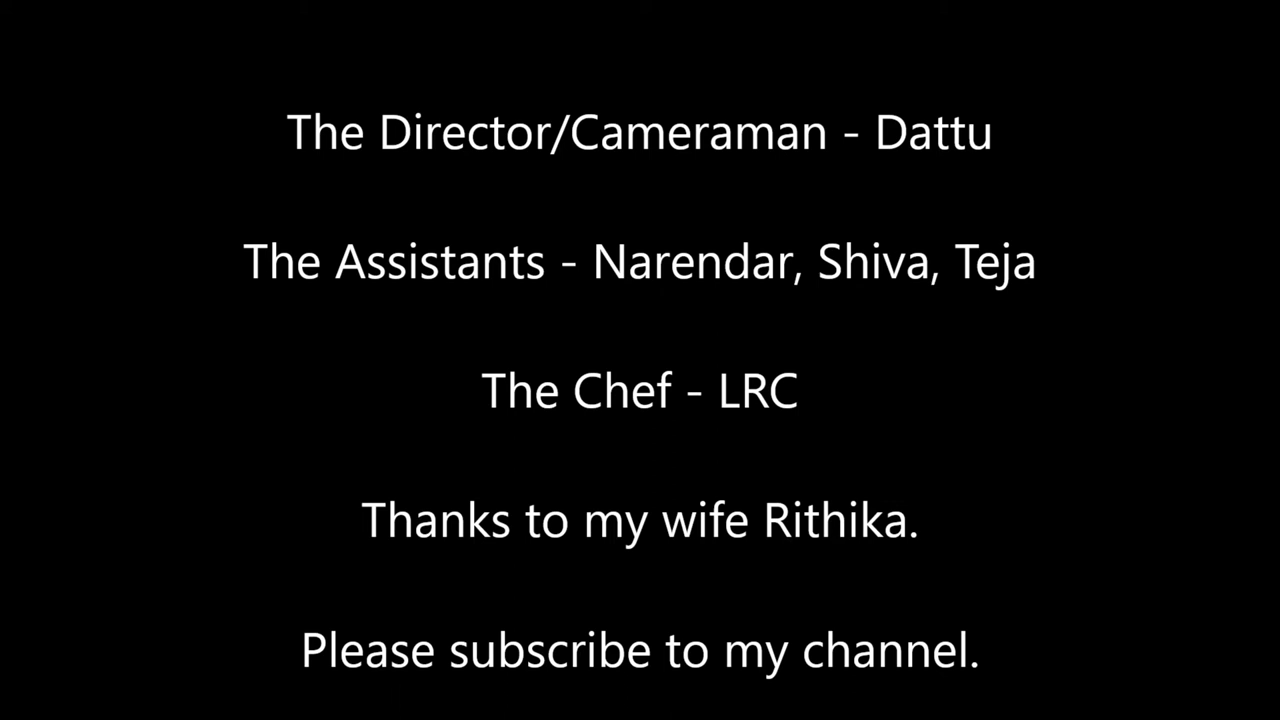 The Director/Cameraman - Dattu
The Assistants - Narendar, Shiva, Teja
The Chef - LRC
Thanks to my wife Rithika.
Please subscribe to my channel.